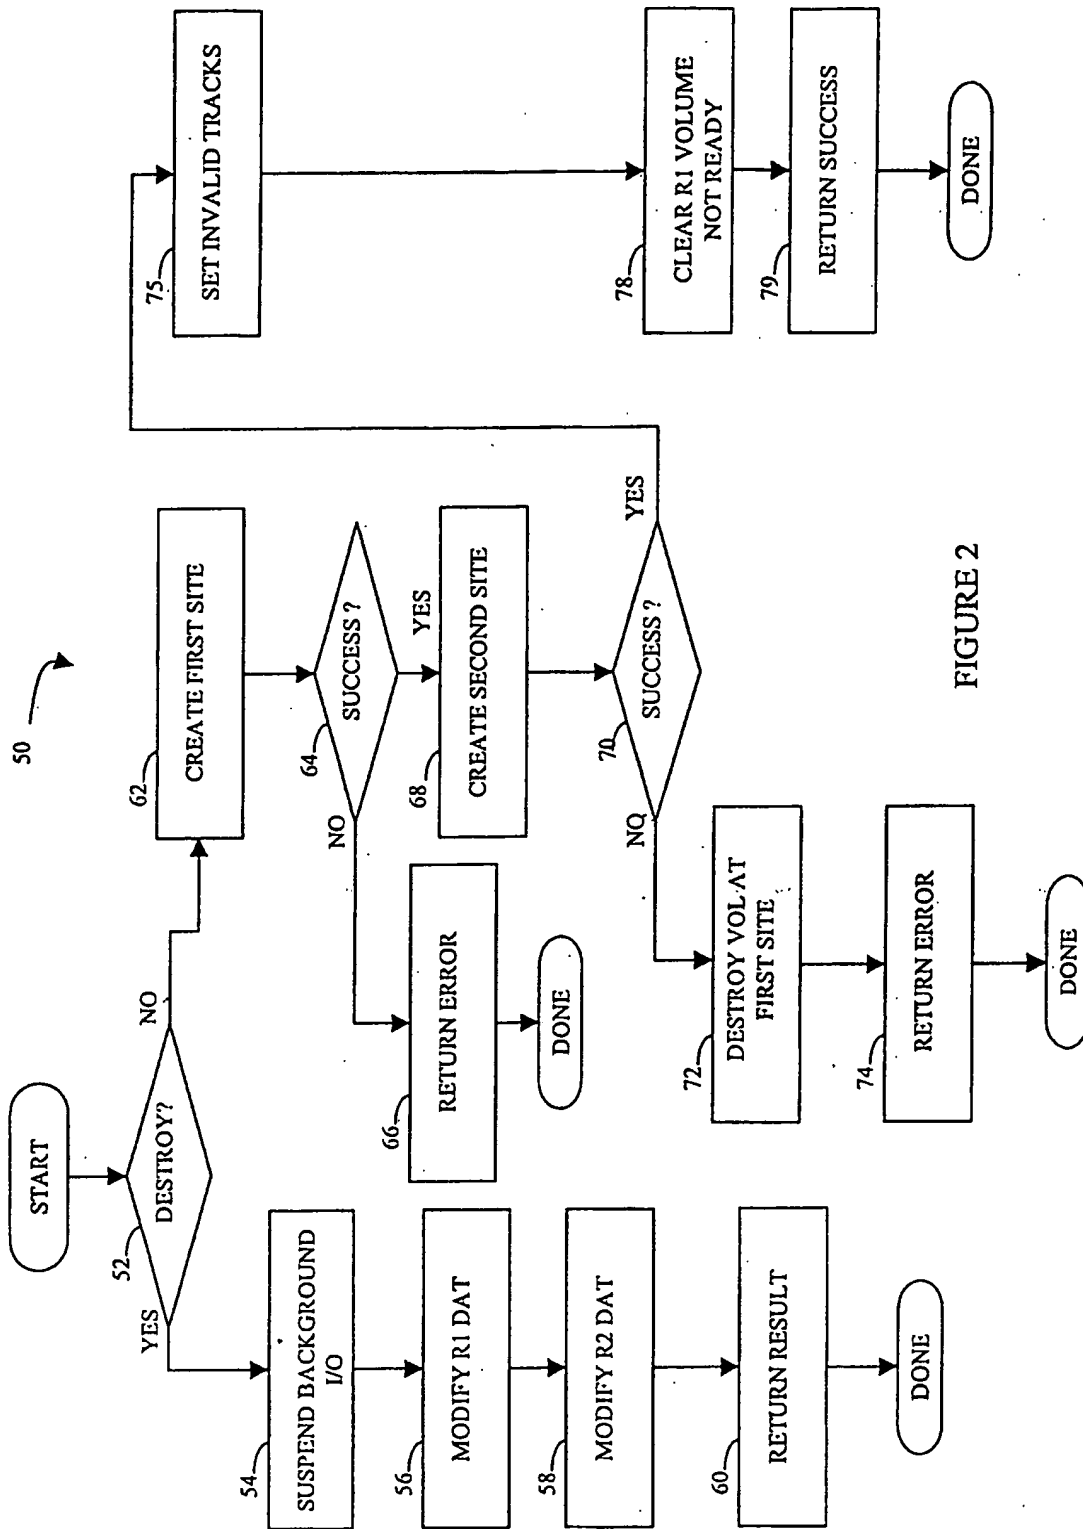 50
START
52
DESTROY?
YES
NO
54
SUSPEND BACKGROUND
I/O
56
MODIFY R1 DAT
58
MODIFY R2 DAT
60
RETURN RESULT
DONE
62
CREATE FIRST SITE
64
SUCCESS ?
NO
YES
66
RETURN ERROR
DONE
68
CREATE SECOND SITE
70
SUCCESS ?
NO
YES
72
DESTROY VOL AT
FIRST SITE
74
RETURN ERROR
DONE
75
SET INVALID TRACKS
78
CLEAR R1 VOLUME
NOT READY
79
RETURN SUCCESS
DONE
FIGURE 2